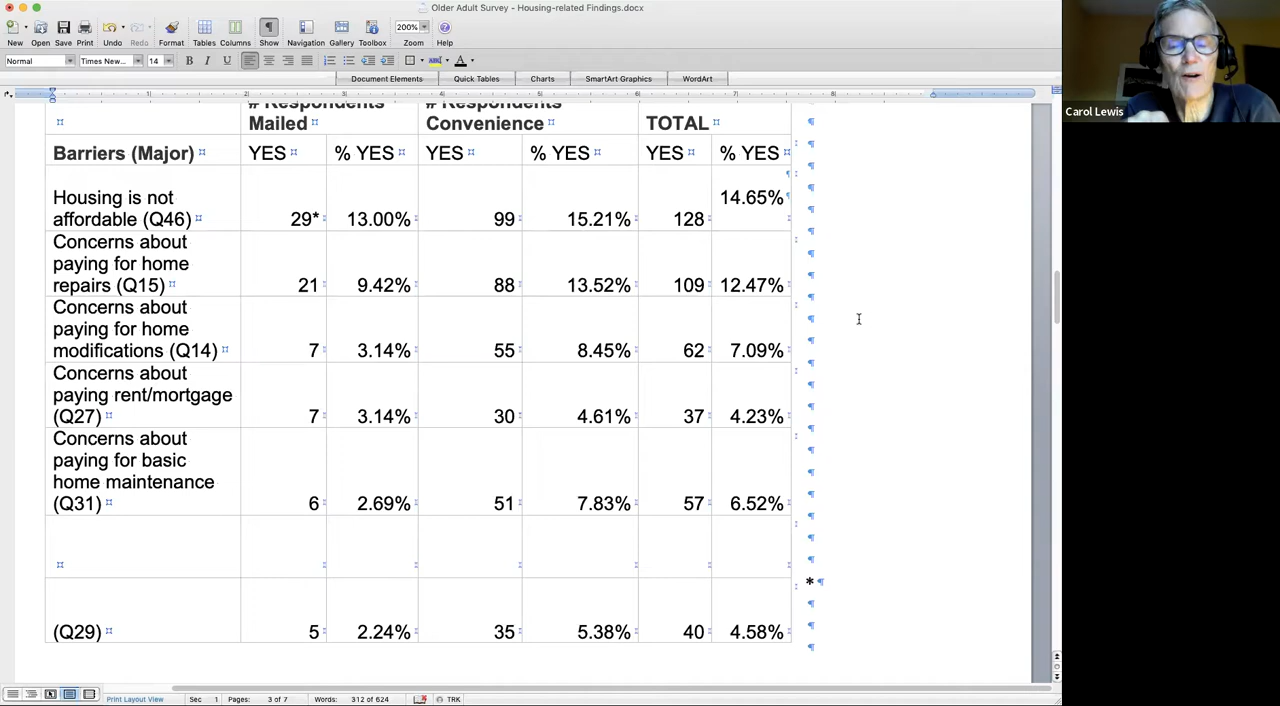 Older Adult Survey - Housing-related Findings.docx
New Open Save Print Undo Redo Format Tables Columns Show Navigation Gallery Toolbox Zoom Help
200%
Normal Times New... 14 B I U A
Document Elements Quick Tables Charts SmartArt Graphics WordArt
1 2 3 4 5 6 7 8
# Respondents # Respondents
Mailed Convenience TOTAL
Barriers (Major) YES % YES YES % YES YES % YES
Housing is not 14.65%
affordable (Q46) 29* 13.00% 99 15.21% 128
Concerns about
paying for home
repairs (Q15) 21 9.42% 88 13.52% 109 12.47%
Concerns about
paying for home
modifications (Q14) 7 3.14% 55 8.45% 62 7.09%
Concerns about
paying rent/mortgage
(Q27) 7 3.14% 30 4.61% 37 4.23%
Concerns about
paying for basic
home maintenance
(Q31) 6 2.69% 51 7.83% 57 6.52%
*
(Q29) 5 2.24% 35 5.38% 40 4.58%
Print Layout View Sec 1 Pages: 3 of 7 Words: 312 of 624 TRK
Carol Lewis